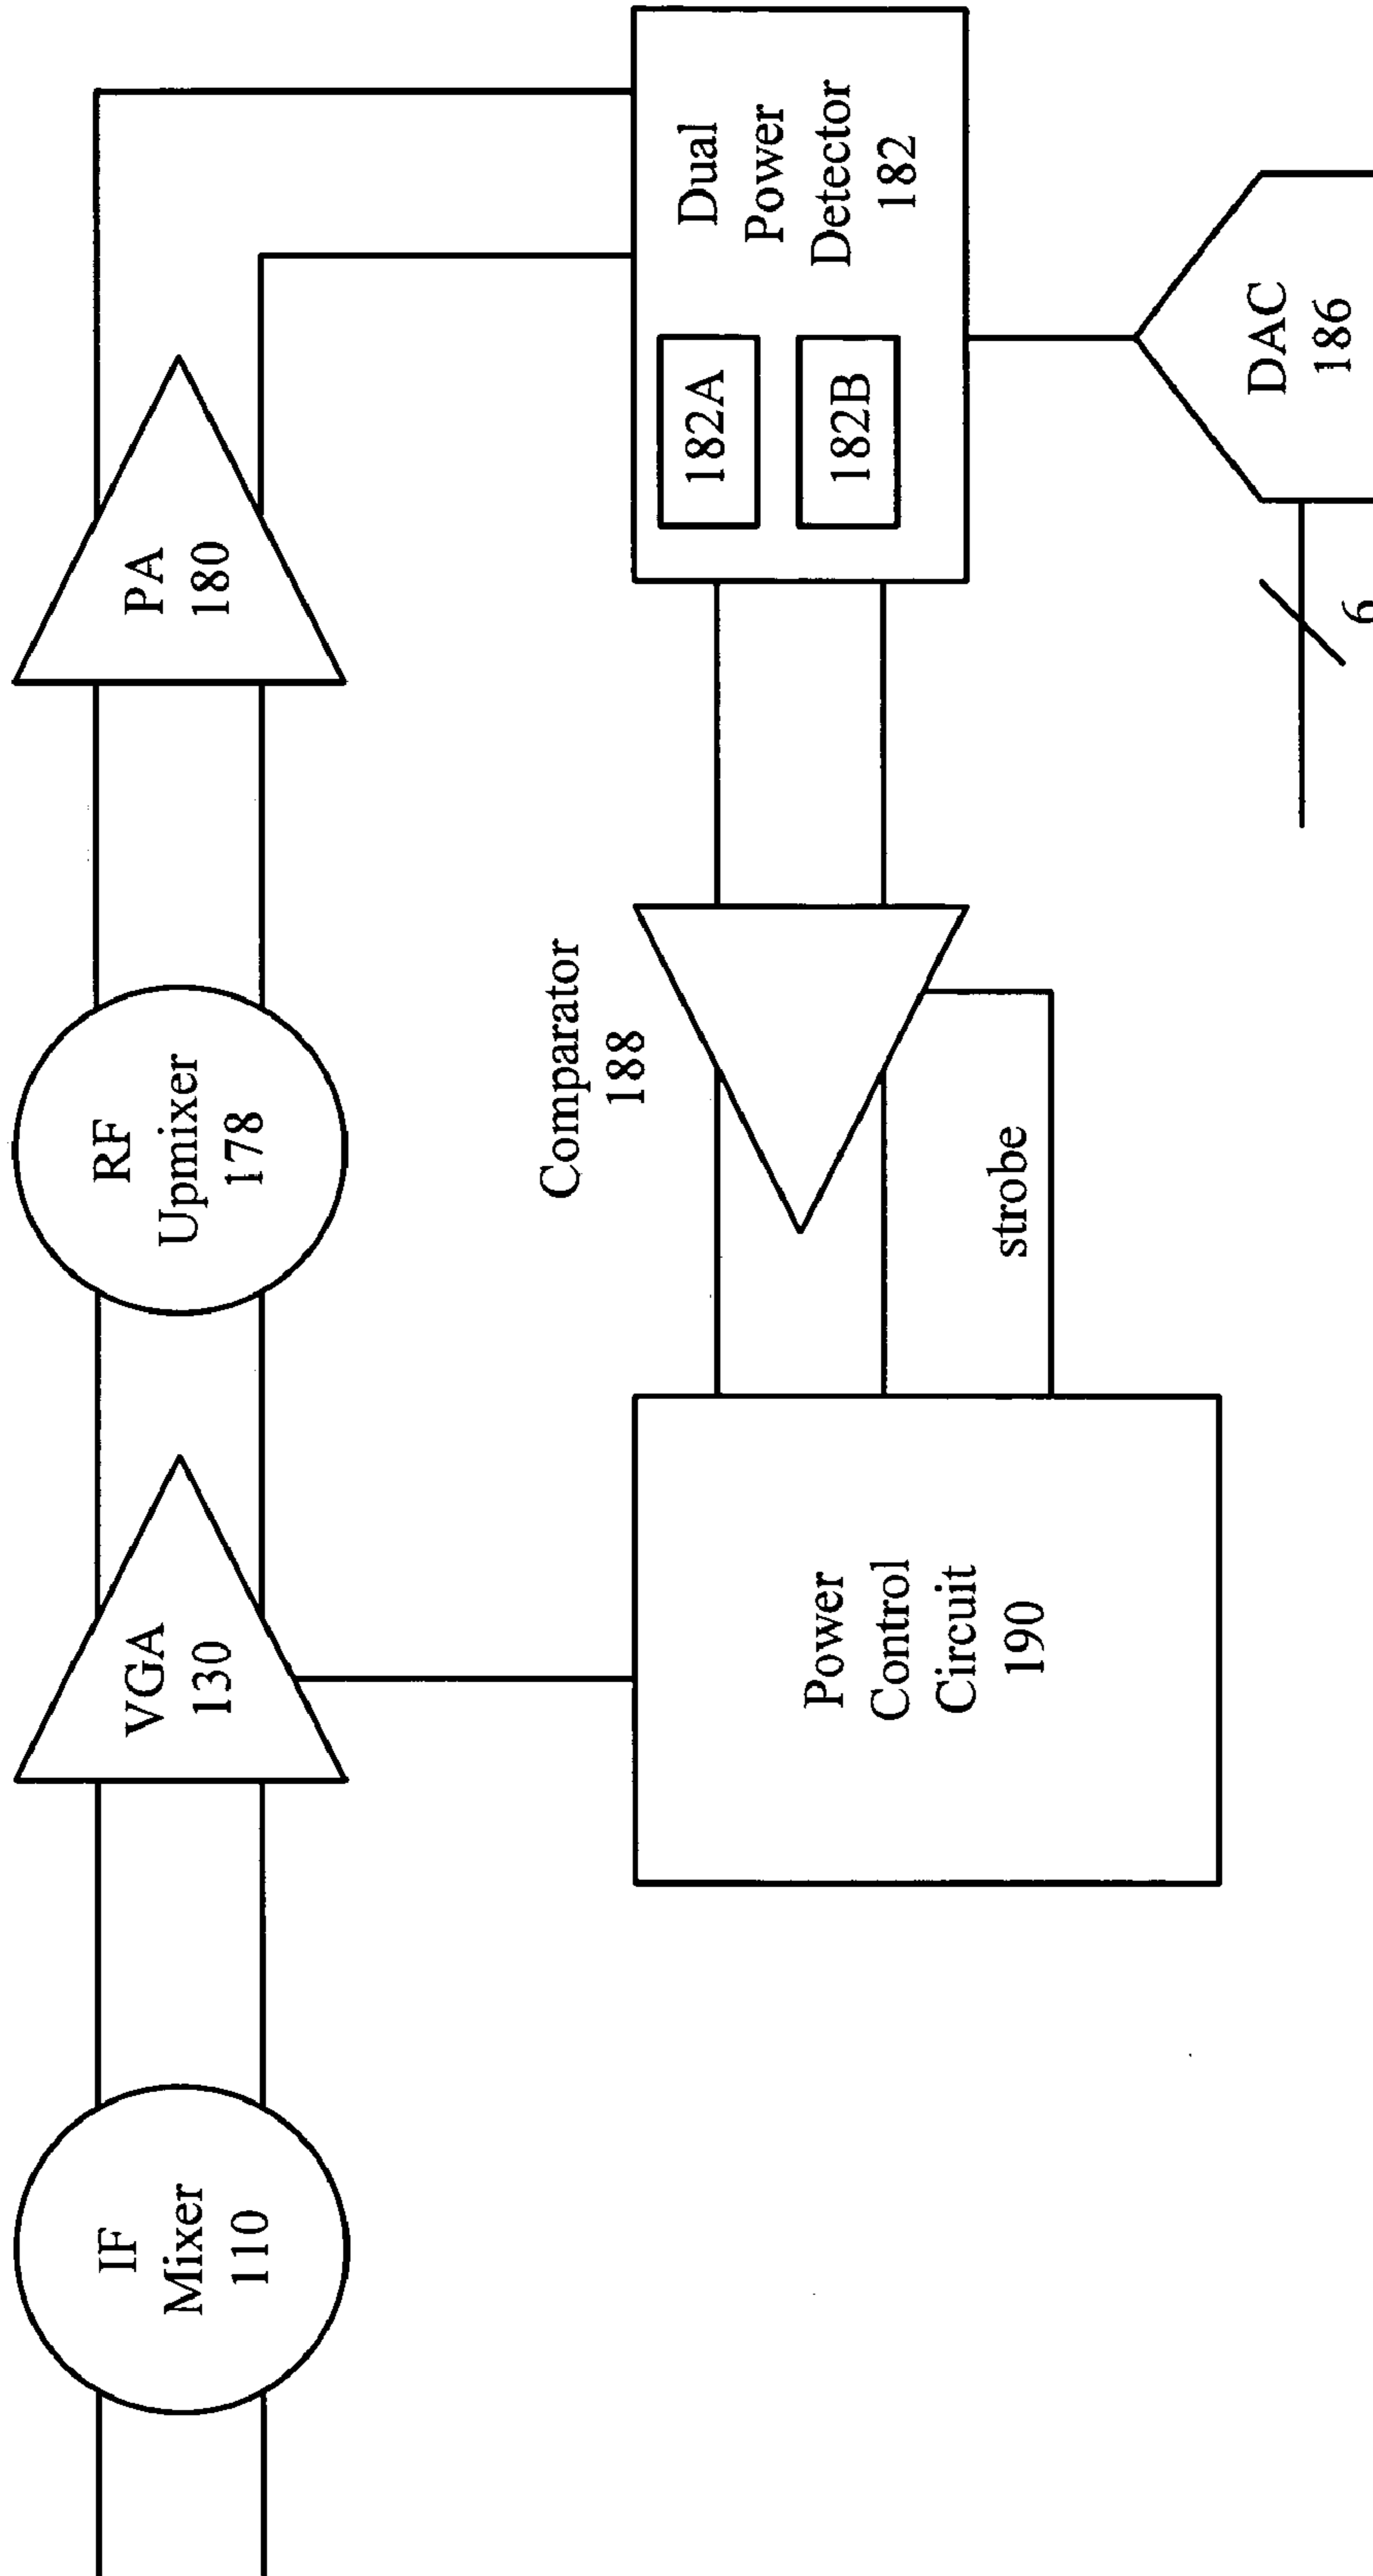 IF
Mixer
110
VGA
130
RF
Upmixer
178
PA
180
Power
Control
Circuit
190
strobe
Comparator
188
182A
182B
Dual
Power
Detector
182
6
DAC
186